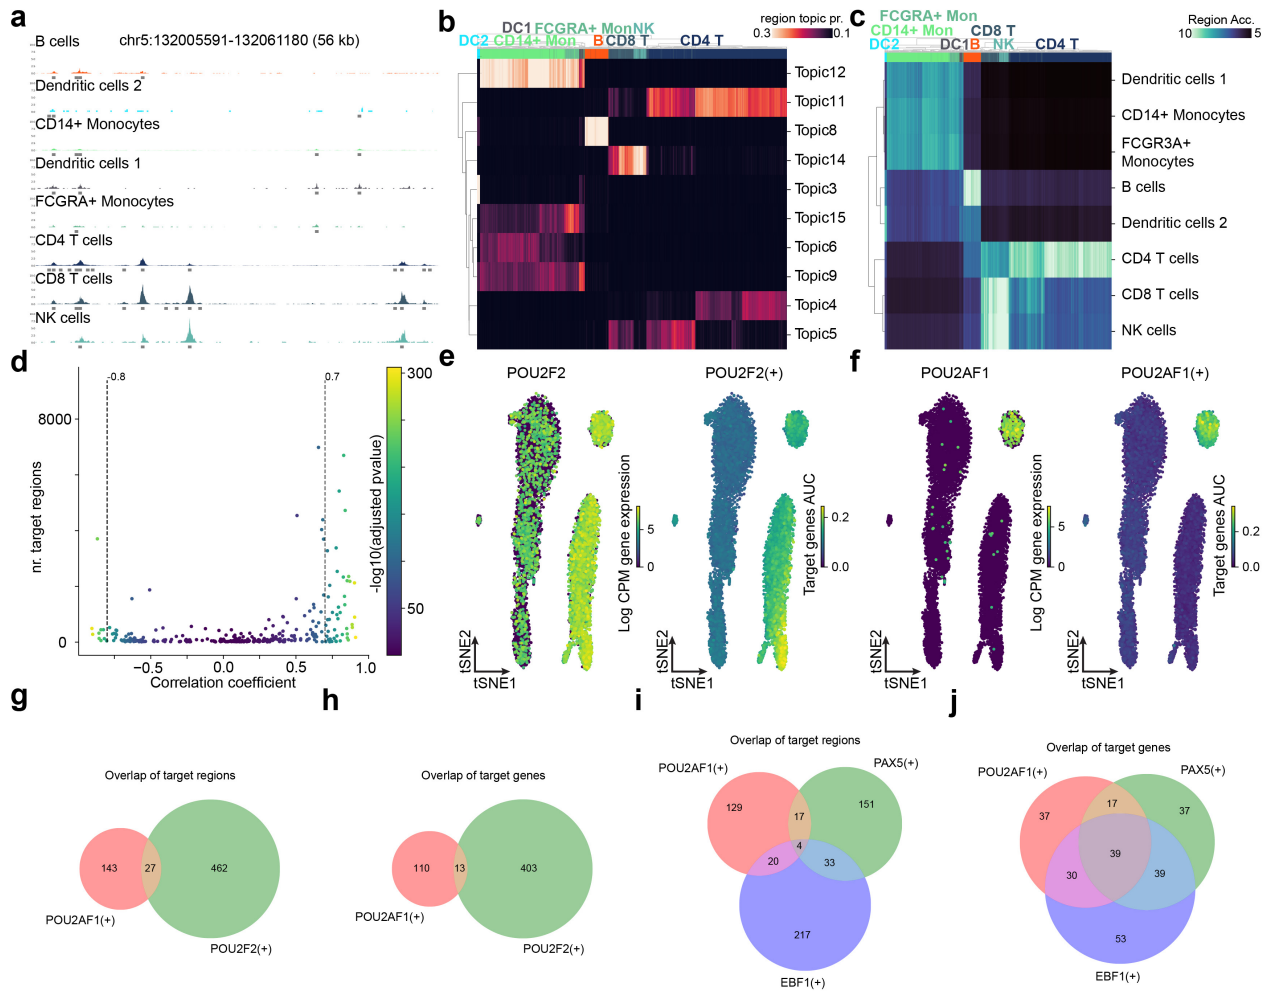 a
B cells
chr5:132005591-132061180 (56 kb)
Dendritic cells 2
CD14+ Monocytes
Dendritic cells 1
FCGRA+ Monocytes
CD4 T cells
CD8 T cells
NK cells
b
DC1 FCGRA+ MonNK
DC2 CD14+ Mon B CD8 T CD4 T
region topic pr.
0.3 0.1
Topic12
Topic11
Topic8
Topic14
Topic3
Topic15
Topic6
Topic9
Topic4
Topic5
c
FCGRA+ Mon
CD14+ Mon CD8 T
DC2 DC1B NK CD4 T
Region Acc.
10 5
Dendritic cells 1
CD14+ Monocytes
FCGR3A+
Monocytes
B cells
Dendritic cells 2
CD4 T cells
CD8 T cells
NK cells
d
-0.8
0.7
8000
0
nr. target regions
−0.5 0.0 0.5 1.0
Correlation coefficient
300
50
-log10(adjusted pvalue)
e
POU2F2
5
0
Log CPM gene expression
tSNE2
tSNE1
POU2F2(+)
0.2
0.0
Target genes AUC
tSNE2
tSNE1
f
POU2AF1
5
0
Log CPM gene expression
tSNE2
tSNE1
POU2AF1(+)
0.2
0.0
Target genes AUC
tSNE2
tSNE1
g
Overlap of target regions
143 27 462
POU2AF1(+)
POU2F2(+)
h
Overlap of target genes
110 13 403
POU2AF1(+)
POU2F2(+)
i
Overlap of target regions
POU2AF1(+)
PAX5(+)
129
17
151
4
20
33
217
EBF1(+)
j
Overlap of target genes
POU2AF1(+)
PAX5(+)
37
17
37
39
30
39
53
EBF1(+)